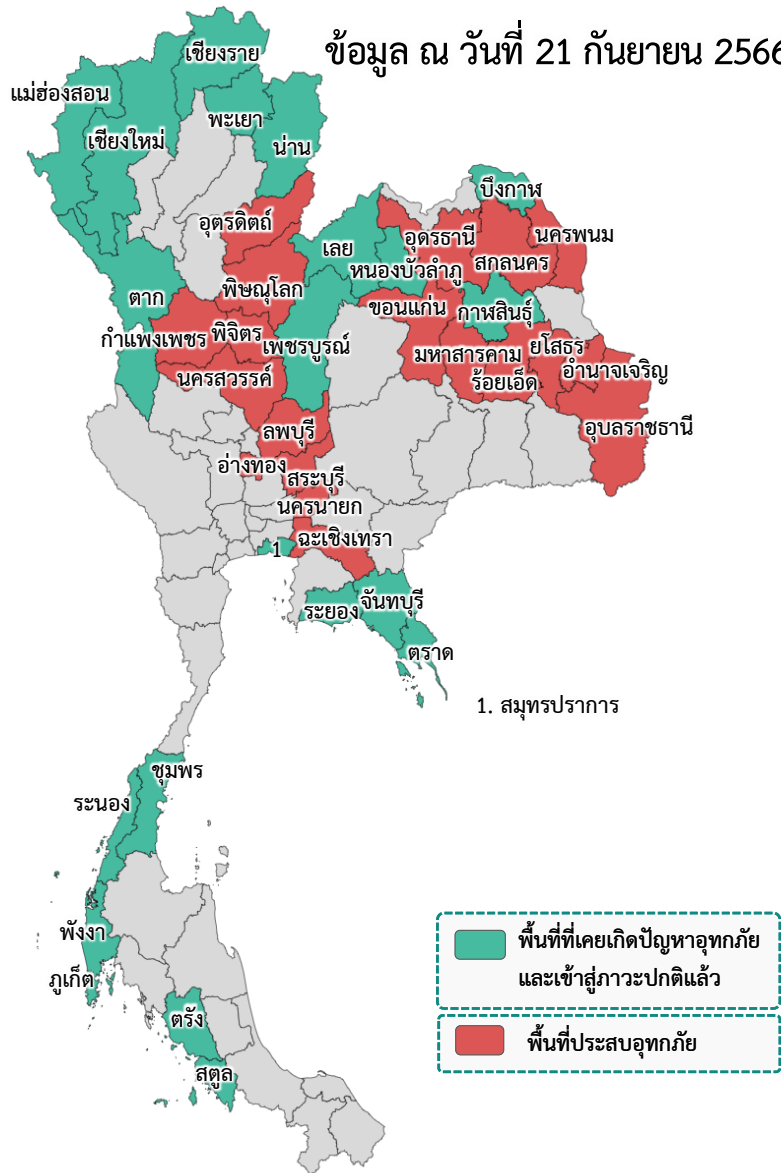 ข้อมูล ณ วันที่ 21 กันยายน 2566
เชียงราย
แม่ฮ่องสอน
พะเยา
เชียงใหม่
น่าน
บึงกาฬ
อุตรดิตถ์
อุดรธานี
นครพนม
เลย
หนองบัวลำภู
สกลนคร
ตาก
พิษณุโลก
ขอนแก่น
กาฬสินธุ์
กำแพงเพชร
พิจิตร
เพชรบูรณ์
มหาสารคาม
ยโสธร
นครสวรรค์
ร้อยเอ็ด
อำนาจเจริญ
ลพบุรี
อุบลราชธานี
อ่างทอง
สระบุรี
นครนายก
ฉะเชิงเทรา
1
ระยอง
จันทบุรี
ตราด
1. สมุทรปราการ
ชุมพร
ระนอง
พังงา
ภูเก็ต
ตรัง
สตูล
พื้นที่ที่เคยเกิดปัญหาอุทกภัย
และเข้าสู่ภาวะปกติแล้ว
พื้นที่ประสบอุทกภัย